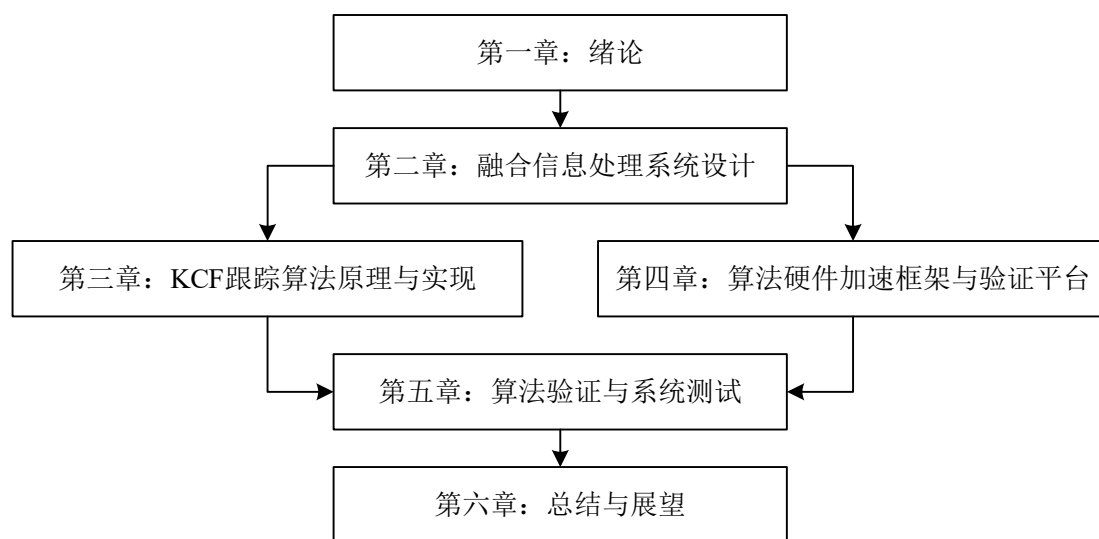 第一章：绪论
第二章：融合信息处理系统设计
第三章：KCF跟踪算法原理与实现
第四章：算法硬件加速框架与验证平台
第五章：算法验证与系统测试
第六章：总结与展望